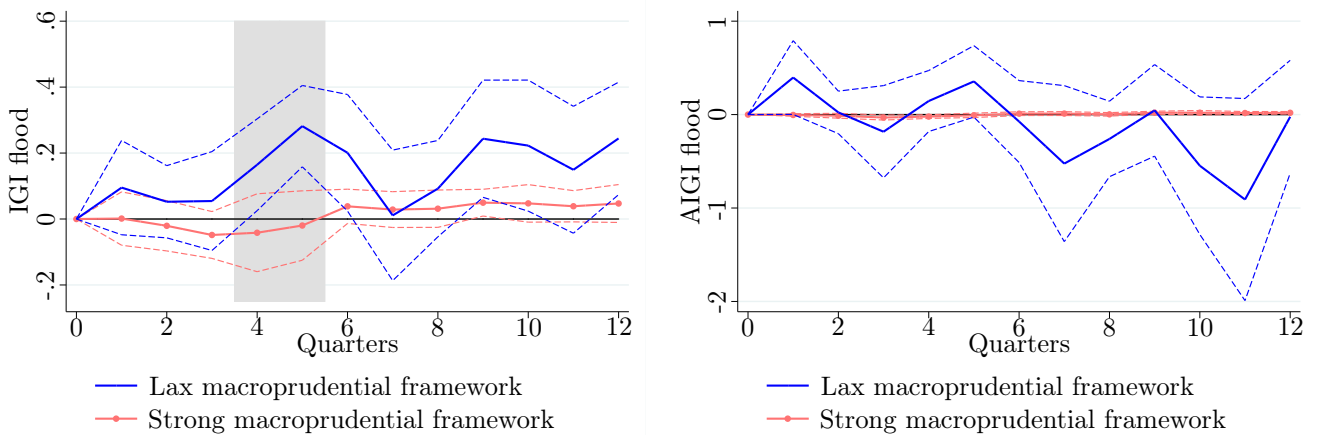 IGI flood
.6
.4
.2
0
-.2
0 2 4 6 8 10 12
Quarters
Lax macroprudential framework
Strong macroprudential framework
AIGI flood
1
0
-1
-2
0 2 4 6 8 10 12
Quarters
Lax macroprudential framework
Strong macroprudential framework